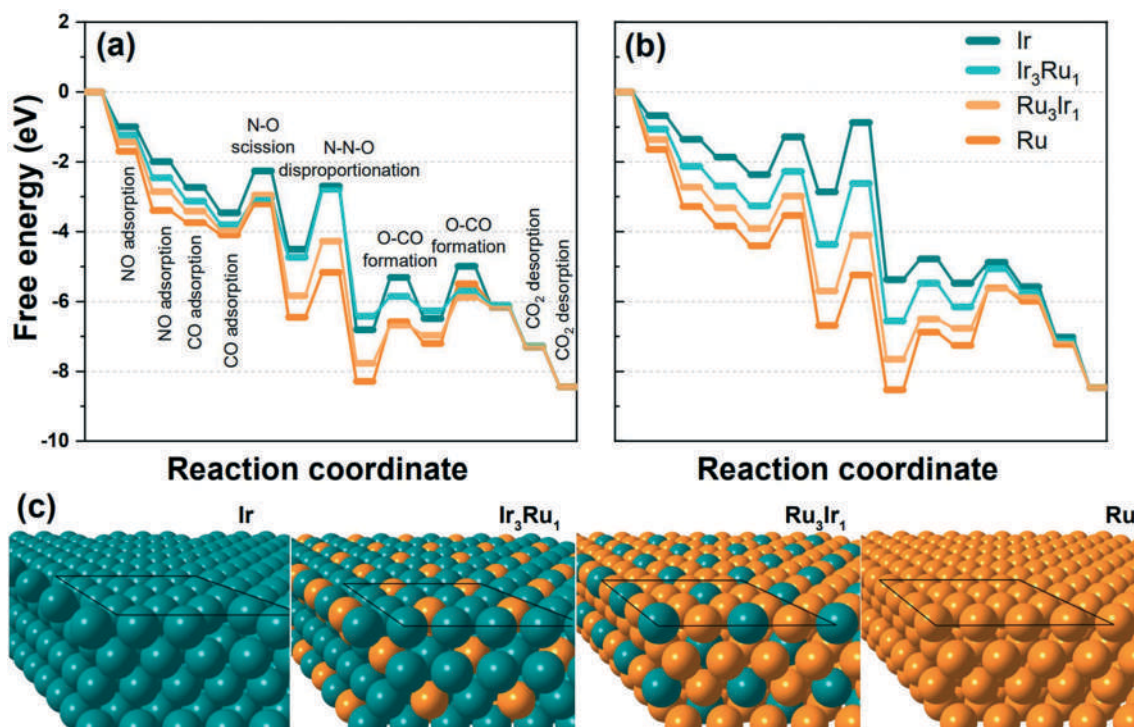 (a)
Free energy (eV)
2
0
-2
-4
-6
-8
-10
NO adsorption
NO adsorption
CO adsorption
CO adsorption
N-O
scission
N-N-O
disproportionation
O-CO
formation
O-CO
formation
CO₂ desorption
CO₂ desorption
Reaction coordinate
(b)
Ir
Ir₃Ru₁
Ru₃Ir₁
Ru
Reaction coordinate
(c)
Ir
Ir₃Ru₁
Ru₃Ir₁
Ru